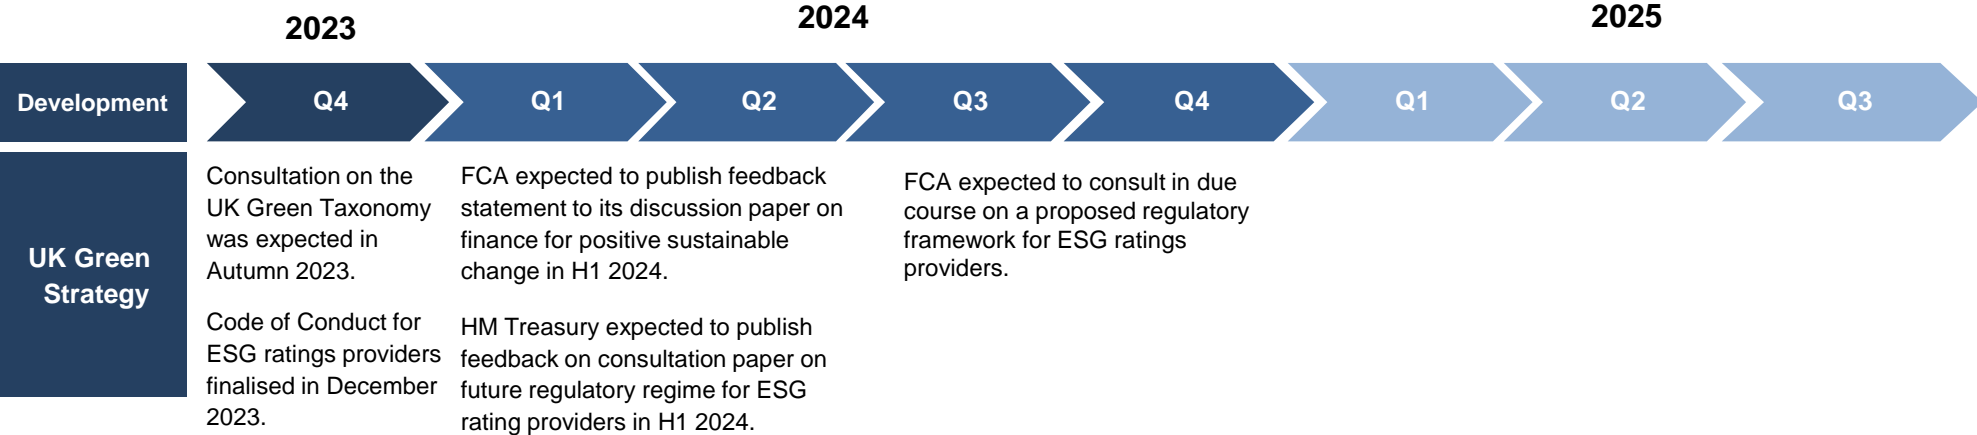 2023
2024
2025
Development
Q4
Q1
Q2
Q3
Q4
Q1
Q2
Q3
UK Green
Strategy
Consultation on the
UK Green Taxonomy
was expected in
Autumn 2023.
Code of Conduct for
ESG ratings providers
finalised in December
2023.
FCA expected to publish feedback
statement to its discussion paper on
finance for positive sustainable
change in H1 2024.
HM Treasury expected to publish
feedback on consultation paper on
future regulatory regime for ESG
rating providers in H1 2024.
FCA expected to consult in due
course on a proposed regulatory
framework for ESG ratings
providers.